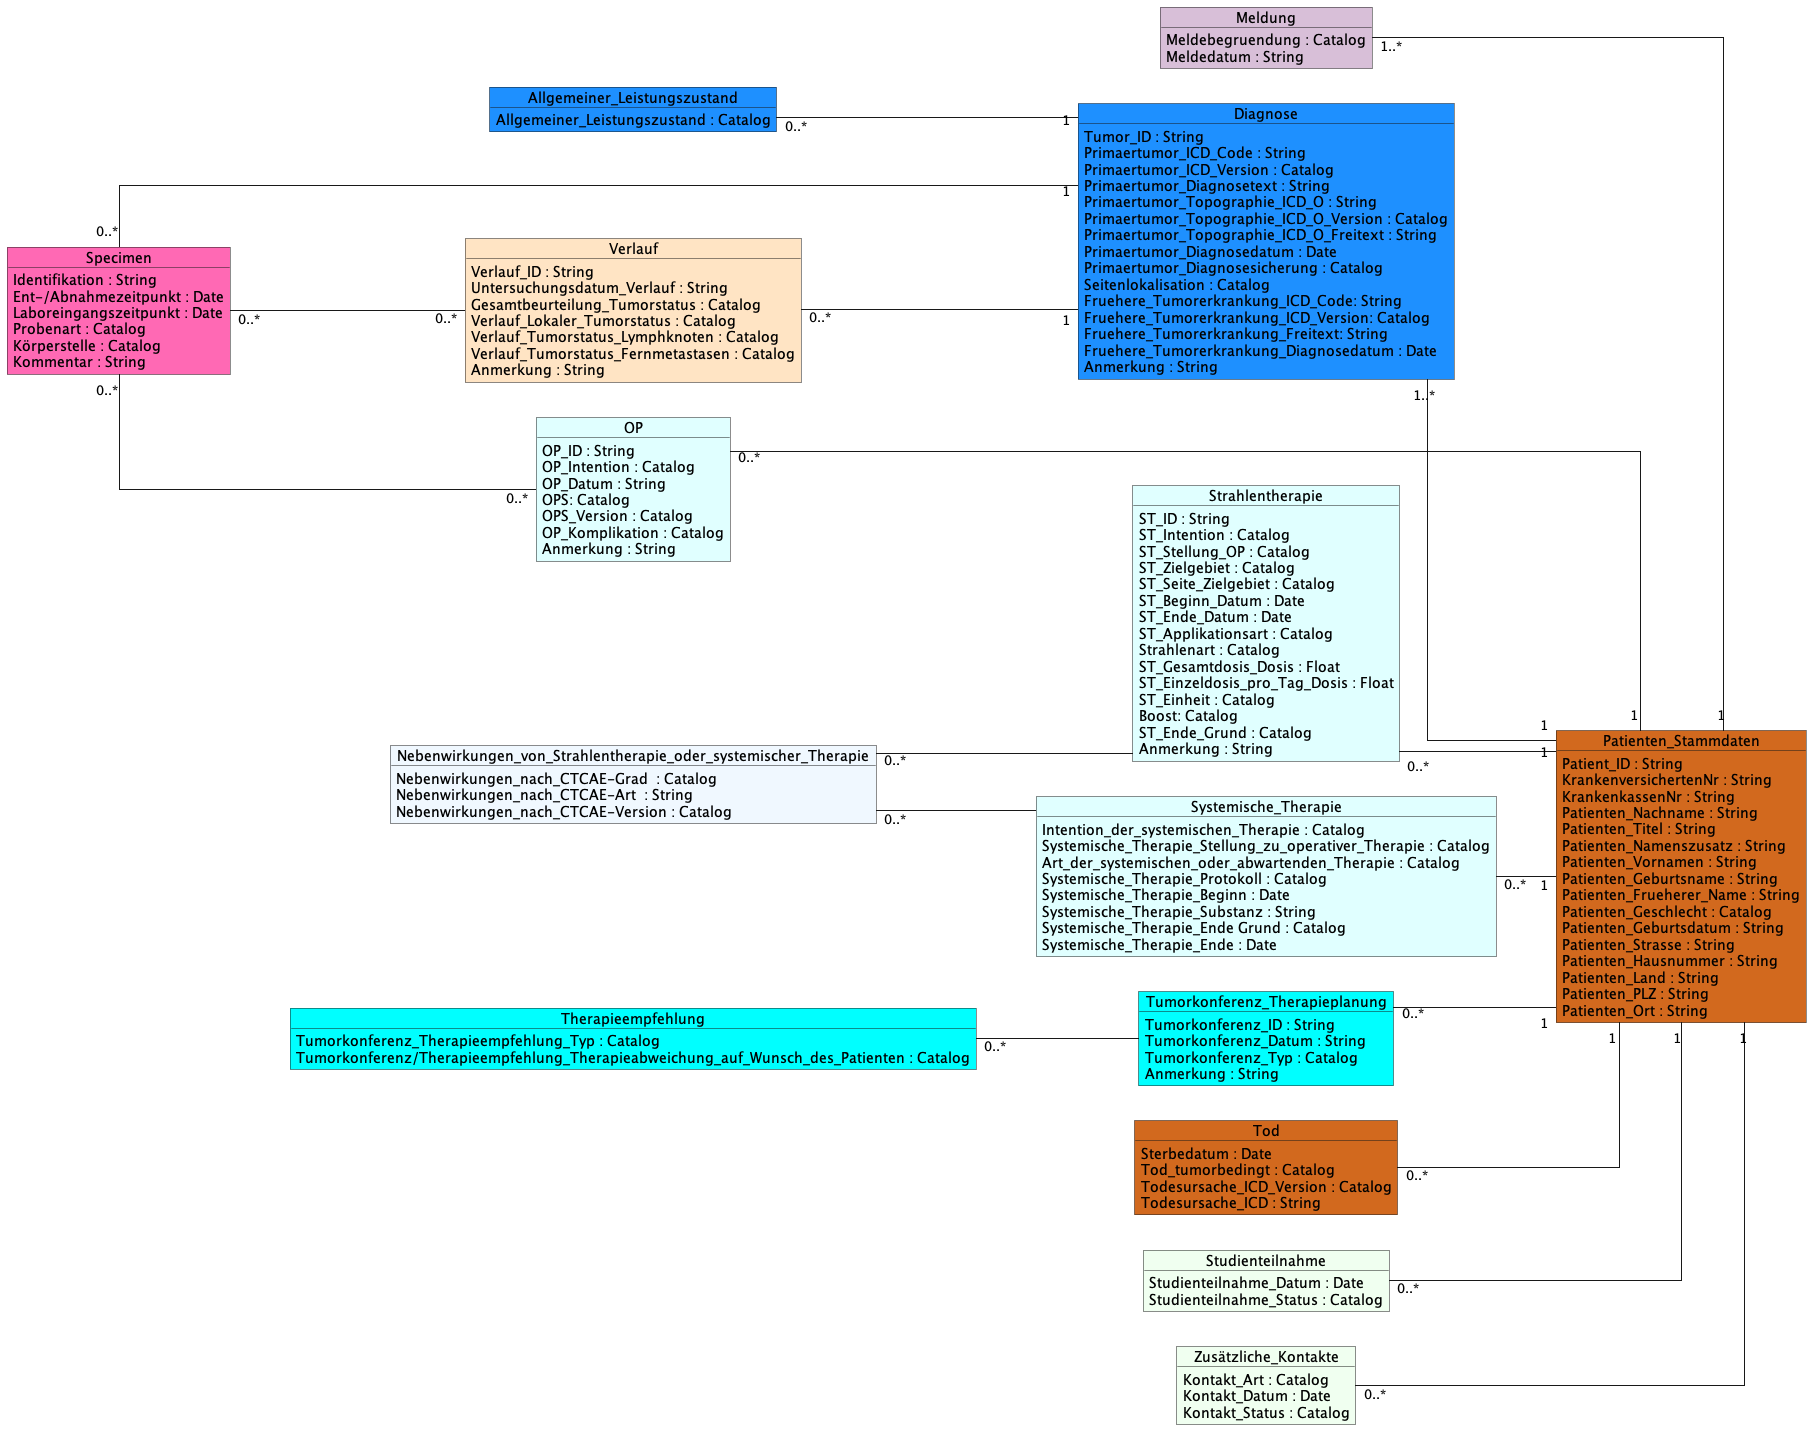 Meldung
Meldebegruendung : Catalog
Meldedatum : String
1..*
Allgemeiner_Leistungszustand
Allgemeiner_Leistungszustand : Catalog
0..*
1
Diagnose
Tumor_ID : String
Primaertumor_ICD_Code : String
Primaertumor_ICD_Version : Catalog
Primaertumor_Diagnosetext : String
Primaertumor_Topographie_ICD_O : String
Primaertumor_Topographie_ICD_O_Version : Catalog
Primaertumor_Topographie_ICD_O_Freitext : String
Primaertumor_Diagnosedatum : Date
Primaertumor_Diagnosesicherung : Catalog
Seitenlokalisation : Catalog
Fruehere_Tumorerkrankung_ICD_Code: String
Fruehere_Tumorerkrankung_ICD_Version: Catalog
Fruehere_Tumorerkrankung_Freitext: String
Fruehere_Tumorerkrankung_Diagnosedatum : Date
Anmerkung : String
1
1
1..*
0..*
Specimen
Identifikation : String
Ent-/Abnahmezeitpunkt : Date
Laboreingangszeitpunkt : Date
Probenart : Catalog
Körperstelle : Catalog
Kommentar : String
0..*
0..*
0..*
Verlauf
Verlauf_ID : String
Untersuchungsdatum_Verlauf : String
Gesamtbeurteilung_Tumorstatus : Catalog
Verlauf_Lokaler_Tumorstatus : Catalog
Verlauf_Tumorstatus_Lymphknoten : Catalog
Verlauf_Tumorstatus_Fernmetastasen : Catalog
Anmerkung : String
0..*
OP
OP_ID : String
OP_Intention : Catalog
OP_Datum : String
OPS: Catalog
OPS_Version : Catalog
OP_Komplikation : Catalog
Anmerkung : String
0..*
0..*
Strahlentherapie
ST_ID : String
ST_Intention : Catalog
ST_Stellung_OP : Catalog
ST_Zielgebiet : Catalog
ST_Seite_Zielgebiet : Catalog
ST_Beginn_Datum : Date
ST_Ende_Datum : Date
ST_Applikationsart : Catalog
Strahlenart : Catalog
ST_Gesamtdosis_Dosis : Float
ST_Einzeldosis_pro_Tag_Dosis : Float
ST_Einheit : Catalog
Boost: Catalog
ST_Ende_Grund : Catalog
Anmerkung : String
0..*
1
1
1
1
Nebenwirkungen_von_Strahlentherapie_oder_systemischer_Therapie
Nebenwirkungen_nach_CTCAE-Grad  : Catalog
Nebenwirkungen_nach_CTCAE-Art  : String
Nebenwirkungen_nach_CTCAE-Version : Catalog
0..*
0..*
Systemische_Therapie
Intention_der_systemischen_Therapie : Catalog
Systemische_Therapie_Stellung_zu_operativer_Therapie : Catalog
Art_der_systemischen_oder_abwartenden_Therapie : Catalog
Systemische_Therapie_Protokoll : Catalog
Systemische_Therapie_Beginn : Date
Systemische_Therapie_Substanz : String
Systemische_Therapie_Ende Grund : Catalog
Systemische_Therapie_Ende : Date
0..*
1
Patienten_Stammdaten
Patient_ID : String
KrankenversichertenNr : String
KrankenkassenNr : String
Patienten_Nachname : String
Patienten_Titel : String
Patienten_Namenszusatz : String
Patienten_Vornamen : String
Patienten_Geburtsname : String
Patienten_Frueherer_Name : String
Patienten_Geschlecht : Catalog
Patienten_Geburtsdatum : String
Patienten_Strasse : String
Patienten_Hausnummer : String
Patienten_Land : String
Patienten_PLZ : String
Patienten_Ort : String
Therapieempfehlung
Tumorkonferenz_Therapieempfehlung_Typ : Catalog
Tumorkonferenz/Therapieempfehlung_Therapieabweichung_auf_Wunsch_des_Patienten : Catalog
0..*
Tumorkonferenz_Therapieplanung
Tumorkonferenz_ID : String
Tumorkonferenz_Datum : String
Tumorkonferenz_Typ : Catalog
Anmerkung : String
0..*
1
1
1
1
Tod
Sterbedatum : Date
Tod_tumorbedingt : Catalog
Todesursache_ICD_Version : Catalog
Todesursache_ICD : String
0..*
Studienteilnahme
Studienteilnahme_Datum : Date
Studienteilnahme_Status : Catalog
0..*
Zusätzliche_Kontakte
Kontakt_Art : Catalog
Kontakt_Datum : Date
Kontakt_Status : Catalog
0..*